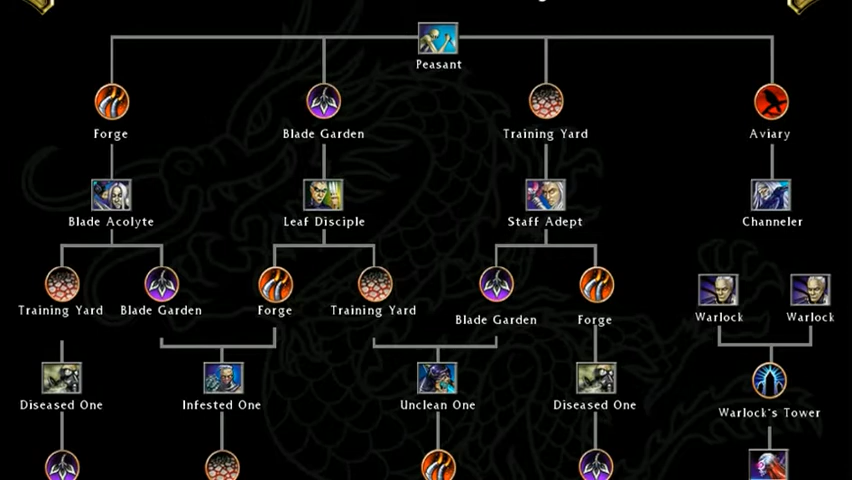 Peasant
Forge
Blade Garden
Training Yard
Aviary
Blade Acolyte
Leaf Disciple
Staff Adept
Channeler
Training Yard
Blade Garden
Forge
Training Yard
Blade Garden
Forge
Warlock
Warlock
Diseased One
Infested One
Unclean One
Diseased One
Warlock's Tower